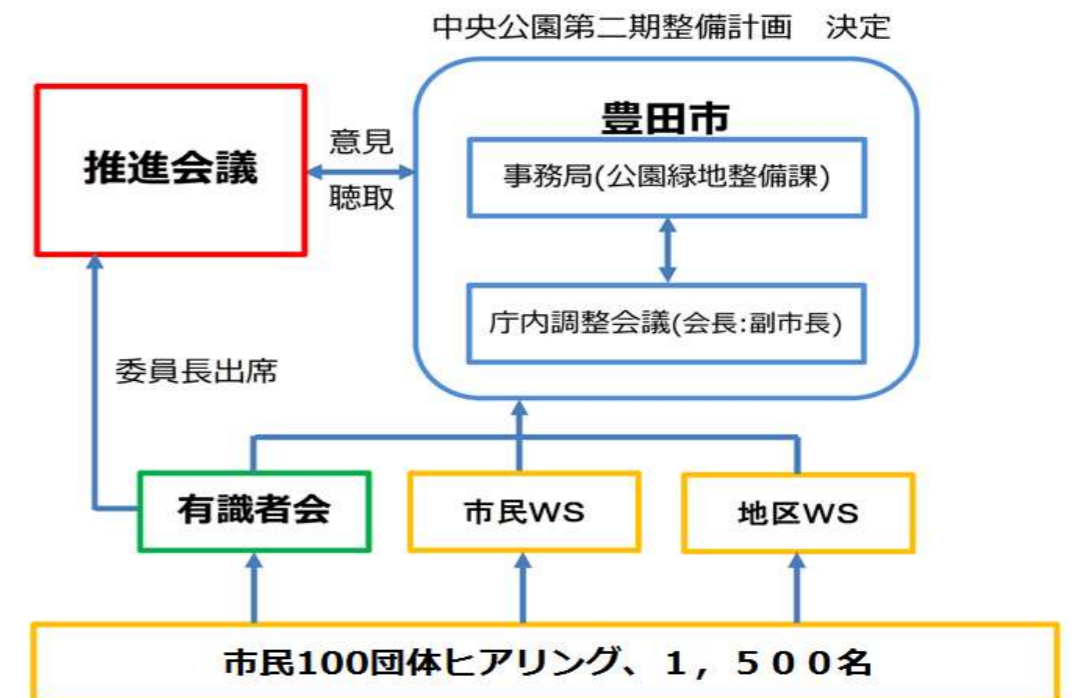 中央公園第二期整備計画　決定
豊田市
推進会議
意見
聴取
事務局(公園緑地整備課)
庁内調整会議(会長:副市長)
委員長出席
有識者会
市民WS
地区WS
市民100団体ヒアリング、１，５００名